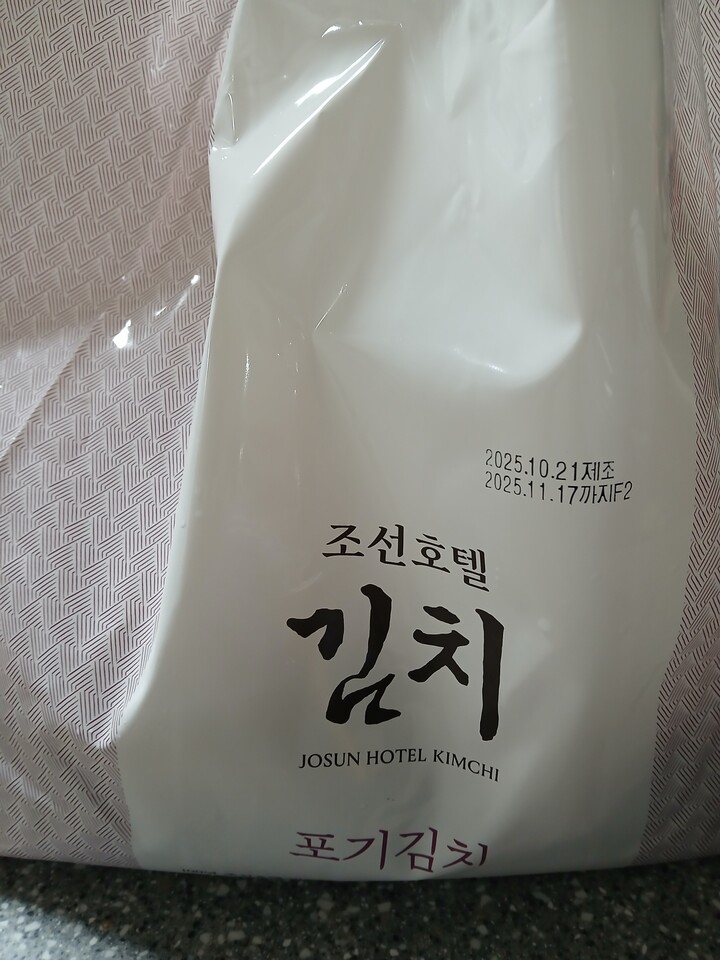 2025.10.21제조
2025.11.17까지F2
조선호텔
김치
JOSUN HOTEL KIMCHI
포기김치